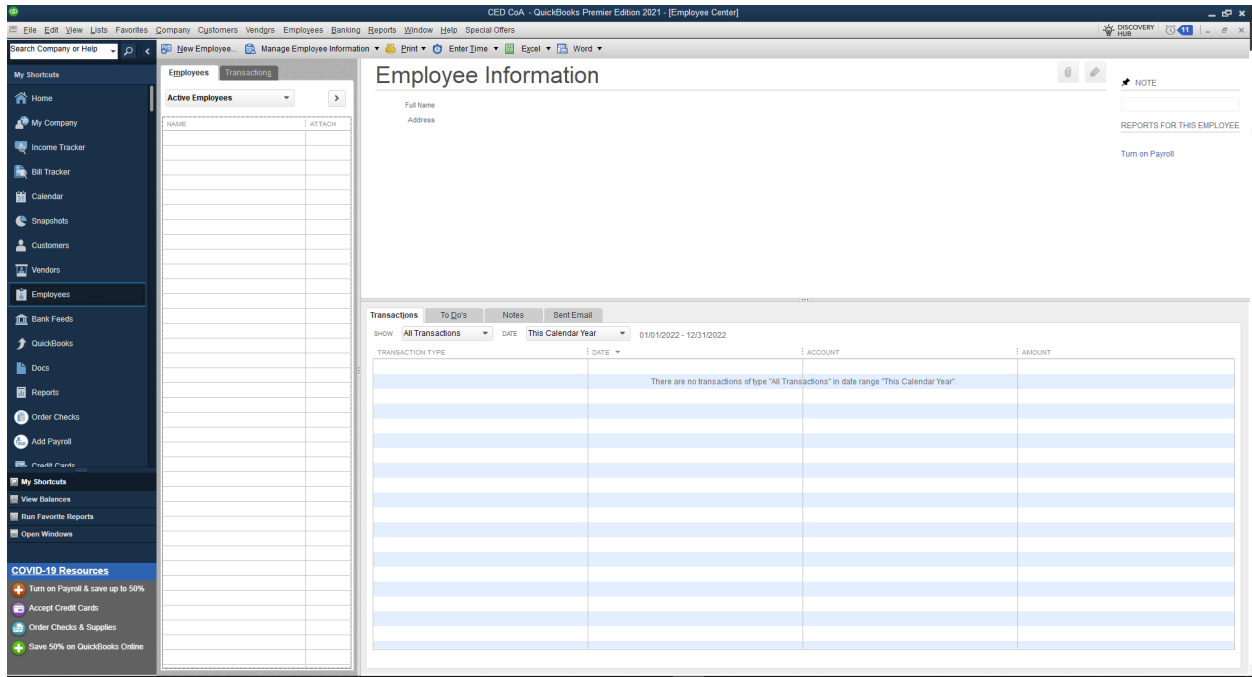 CED CoA - QuickBooks Premier Edition 2021 - [Employee Center]
File Edit View Lists Favorites Company Customers Vendors Employees Banking Reports Window Help Special Offers
DISCOVERY HUB 11
Search Company or Help
New Employee... Manage Employee Information Print Enter Time Excel Word
My Shortcuts
Home
My Company
Income Tracker
Bill Tracker
Calendar
Snapshots
Customers
Vendors
Employees
Bank Feeds
QuickBooks
Docs
Reports
Order Checks
Add Payroll
Credit Cards
My Shortcuts
View Balances
Run Favorite Reports
Open Windows
COVID-19 Resources
Turn on Payroll & save up to 50%
Accept Credit Cards
Order Checks & Supplies
Save 50% on QuickBooks Online
Employees Transactions
Active Employees
NAME ATTACH
Employee Information
Full Name
Address
NOTE
REPORTS FOR THIS EMPLOYEE
Turn on Payroll
Transactions To Do's Notes Sent Email
SHOW All Transactions DATE This Calendar Year 01/01/2022 - 12/31/2022
TRANSACTION TYPE DATE ACCOUNT AMOUNT
There are no transactions of type "All Transactions" in date range "This Calendar Year".